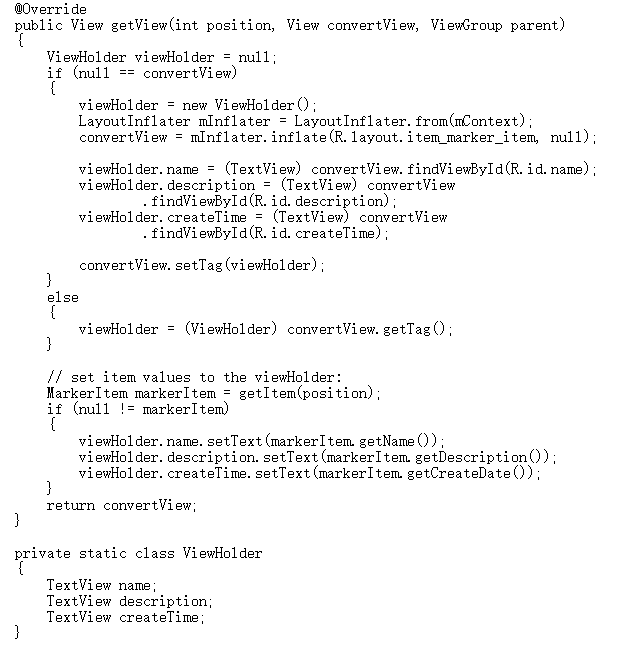 @Override
public View getView(int position, View convertView, ViewGroup parent)
{
    ViewHolder viewHolder = null;
    if (null == convertView)
    {
        viewHolder = new ViewHolder();
        LayoutInflater mInflater = LayoutInflater.from(mContext);
        convertView = mInflater.inflate(R.layout.item_marker_item, null);

        viewHolder.name = (TextView) convertView.findViewById(R.id.name);
        viewHolder.description = (TextView) convertView
                .findViewById(R.id.description);
        viewHolder.createTime = (TextView) convertView
                .findViewById(R.id.createTime);

        convertView.setTag(viewHolder);
    }
    else
    {
        viewHolder = (ViewHolder) convertView.getTag();
    }

    // set item values to the viewHolder:
    MarkerItem markerItem = getItem(position);
    if (null != markerItem)
    {
        viewHolder.name.setText(markerItem.getName());
        viewHolder.description.setText(markerItem.getDescription());
        viewHolder.createTime.setText(markerItem.getCreateDate());
    }
    return convertView;
}

private static class ViewHolder
{
    TextView name;
    TextView description;
    TextView createTime;
}